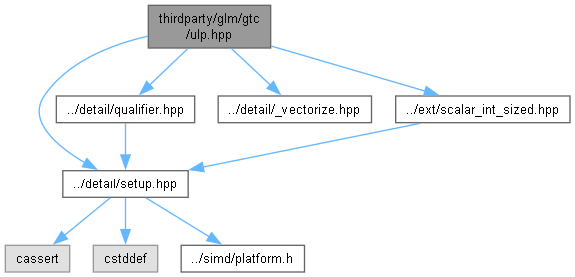 thirdparty/glm/gtc
/ulp.hpp
../detail/qualifier.hpp
../detail/_vectorize.hpp
../ext/scalar_int_sized.hpp
../detail/setup.hpp
cassert
cstddef
../simd/platform.h